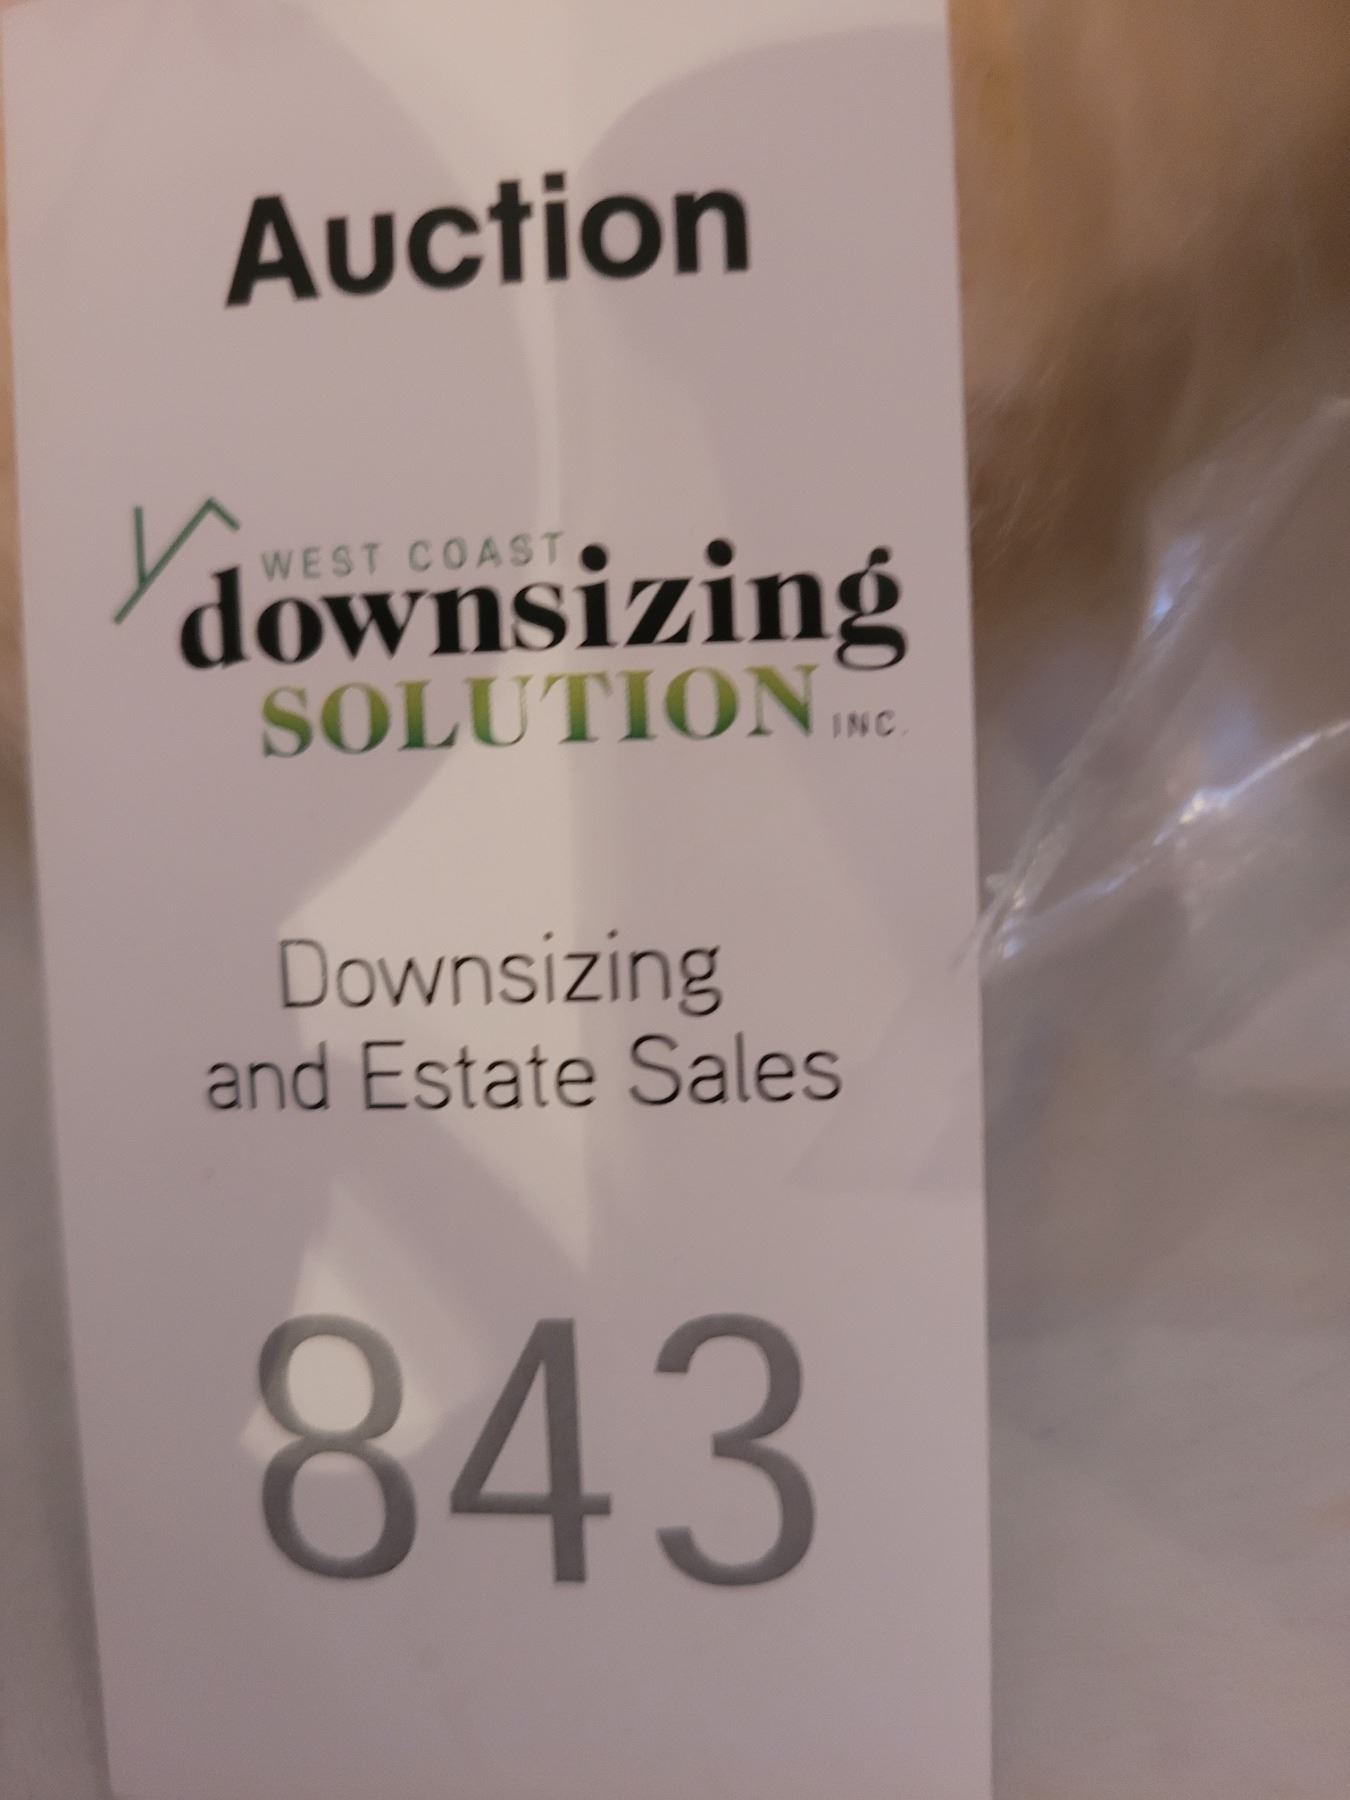 Auction
WEST COAST
downsizing
SOLUTION INC.
Downsizing
and Estate Sales
843